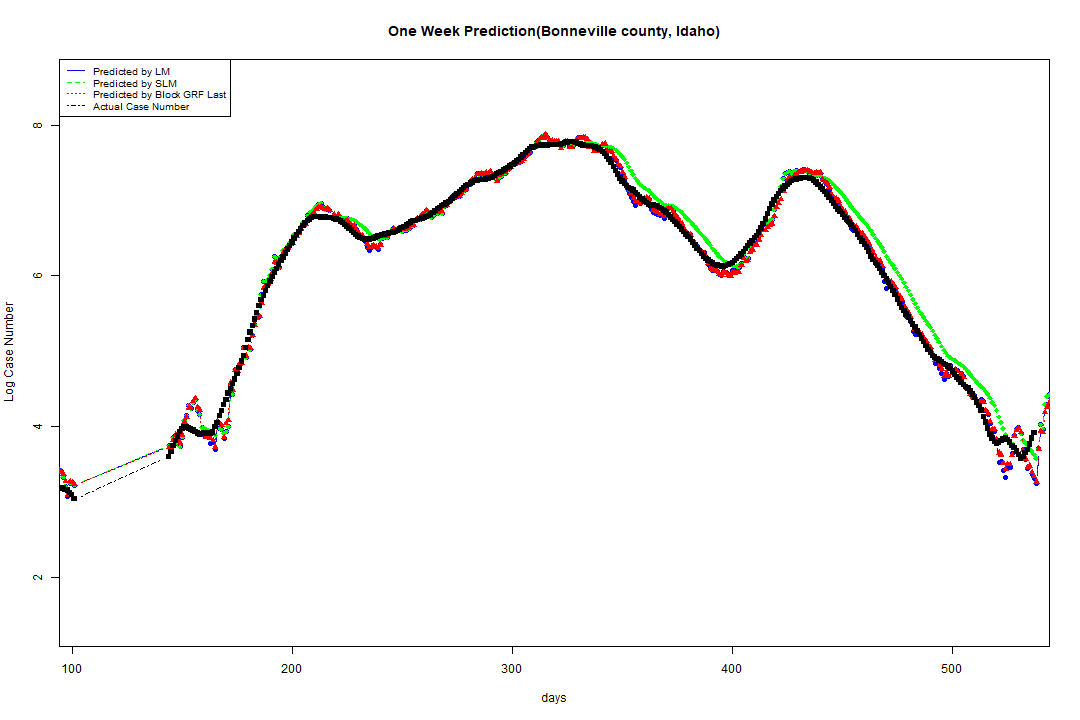 One Week Prediction(Bonneville county, Idaho)
Predicted by LM
Predicted by SLM
Predicted by Block GRF Last
Actual Case Number
8
6
4
2
Log Case Number
100
200
300
400
500
days